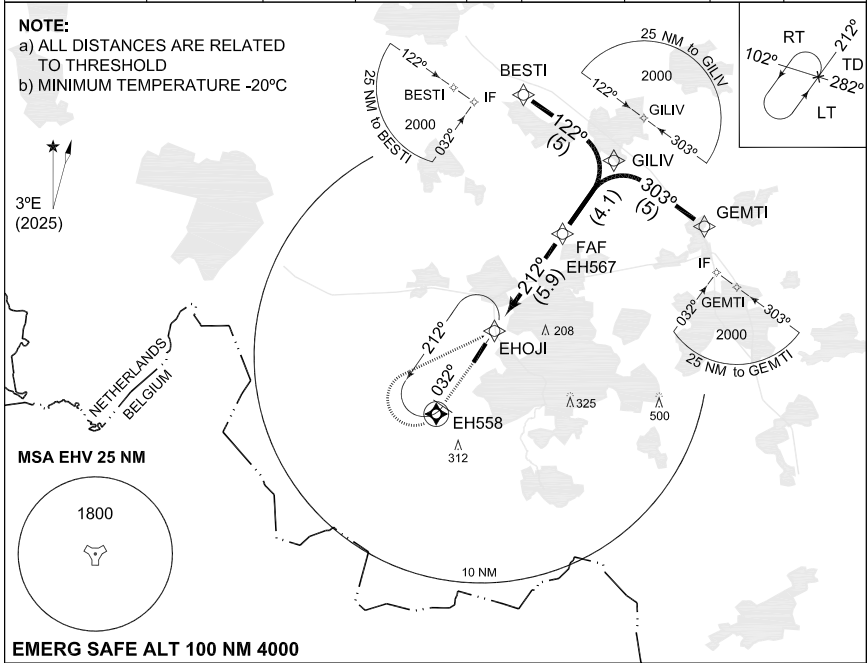 NOTE:
a) ALL DISTANCES ARE RELATED
TO THRESHOLD
b) MINIMUM TEMPERATURE -20ºC
3ºE
(2025)
122º
BESTI
IF
2000
032º
25 NM to BESTI
BESTI
122º
(5)
25 NM to GILIV
2000
122º
GILIV
303º
RT
212º
102º
TD
282º
LT
GILIV
303º
(5)
(4.1)
GEMTI
FAF
EH567
212º
(5.9)
IF
GEMTI
032º
303º
2000
25 NM to GEMTI
EHOJI
208
212º
032º
EH558
325
500
312
NETHERLANDS
BELGIUM
MSA EHV 25 NM
1800
10 NM
EMERG SAFE ALT 100 NM 4000